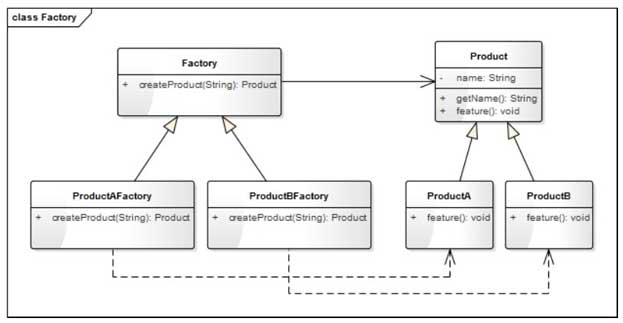 class Factory
Factory
+ createProduct(String): Product
Product
- name: String
+ getName(): String
+ feature(): void
ProductAFactory
+ createProduct(String): Product
ProductBFactory
+ createProduct(String): Product
ProductA
+ feature(): void
ProductB
+ feature(): void